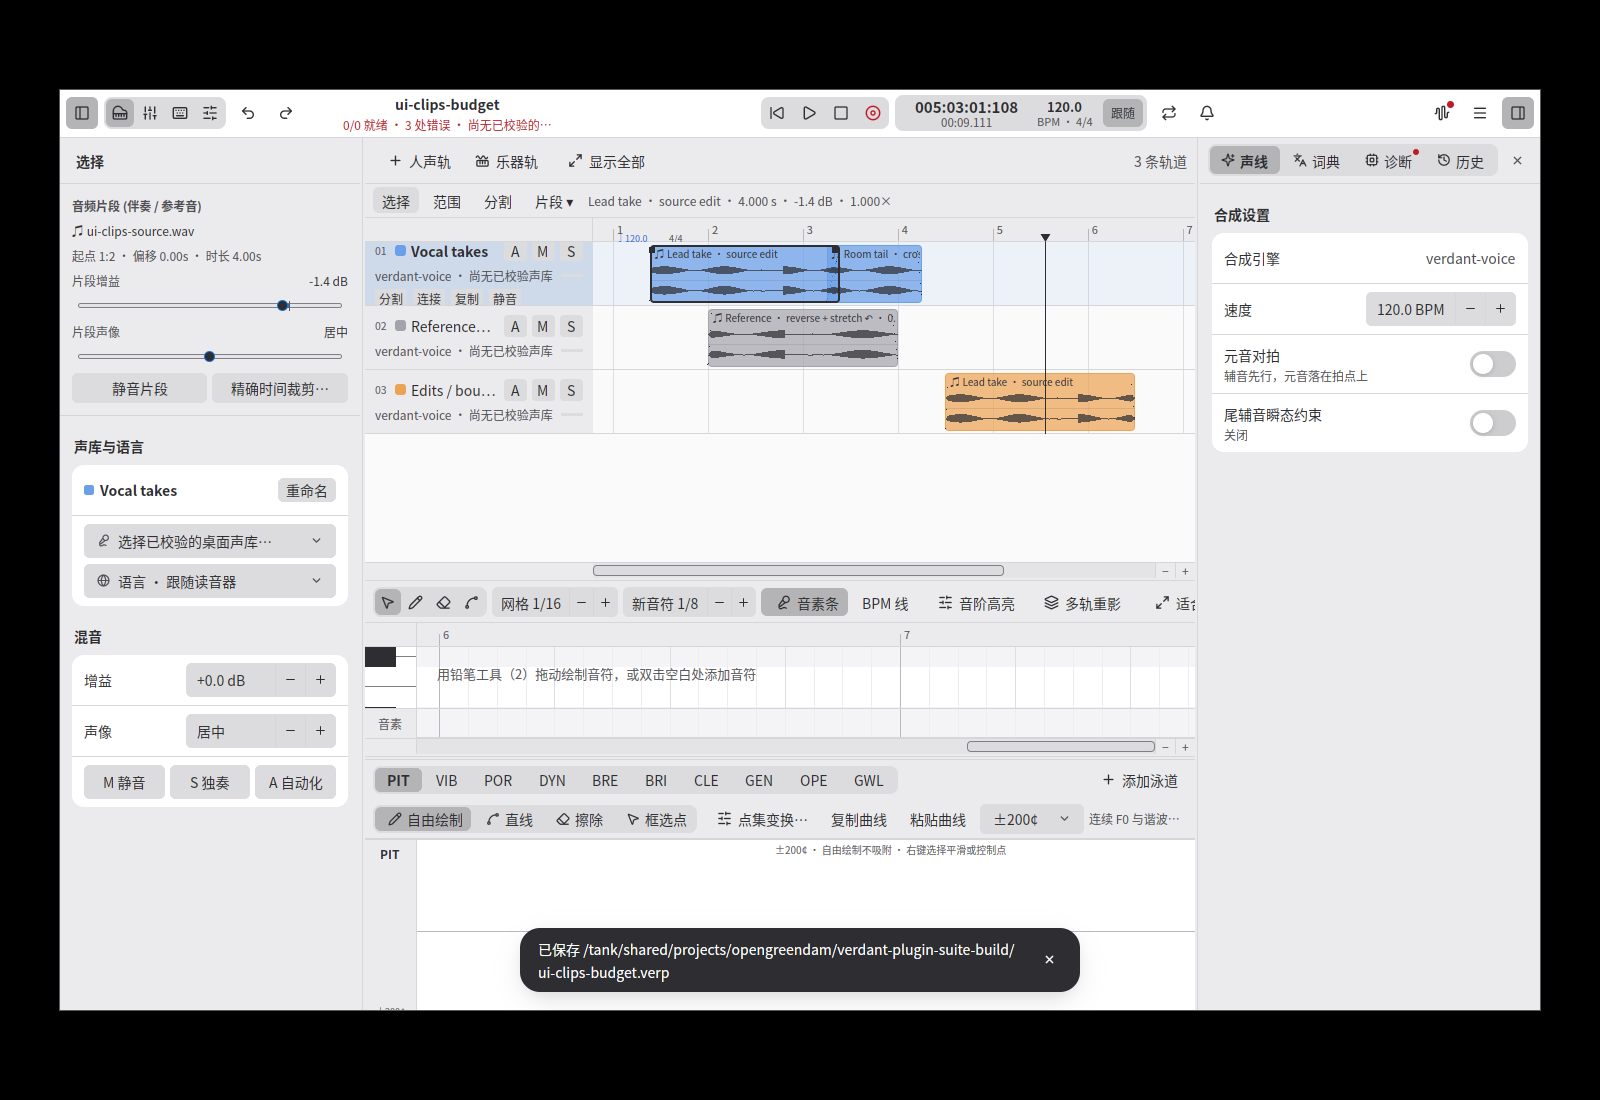 ui-clips-budget
0/0 就绪 · 3 处错误 · 尚无已校验的…
005:03:01:108
00:09.111
120.0
BPM · 4/4
跟随
选择
人声轨
乐器轨
显示全部
3 条轨道
声线
词典
诊断
历史
音频片段 (伴奏 / 参考音)
ui-clips-source.wav
起点 1:2 · 偏移 0.00s · 时长 4.00s
片段增益
-1.4 dB
片段声像
居中
静音片段
精确时间裁剪…
声库与语言
Vocal takes
重命名
选择已校验的桌面声库…
语言 · 跟随读音器
混音
增益
+0.0 dB
声像
居中
M 静音
S 独奏
A 自动化
选择
范围
分割
片段 ▾
Lead take · source edit · 4.000 s · -1.4 dB · 1.000×
1
2
3
4
5
6
7
♩ 120.0
4/4
01
Vocal takes
A
M
S
verdant-voice · 尚无已校验声库
分割
连接
复制
静音
Lead take · source edit
Room tail · cros
02
Reference…
A
M
S
verdant-voice · 尚无已校验声库
Reference · reverse + stretch ↶ · 0.
03
Edits / bou…
A
M
S
verdant-voice · 尚无已校验声库
Lead take · source edit
网格 1/16
新音符 1/8
音素条
BPM 线
音阶高亮
多轨重影
6
7
用铅笔工具（2）拖动绘制音符，或双击空白处添加音符
音素
PIT
VIB
POR
DYN
BRE
BRI
CLE
GEN
OPE
GWL
添加泳道
自由绘制
直线
擦除
框选点
点集变换…
复制曲线
粘贴曲线
±200¢
连续 F0 与谐波…
PIT
±200¢ · 自由绘制不吸附 · 右键选择平滑或控制点
已保存 /tank/shared/projects/opengreendam/verdant-plugin-suite-build/
ui-clips-budget.verp
合成设置
合成引擎
verdant-voice
速度
120.0 BPM
元音对拍
辅音先行，元音落在拍点上
尾辅音瞬态约束
关闭